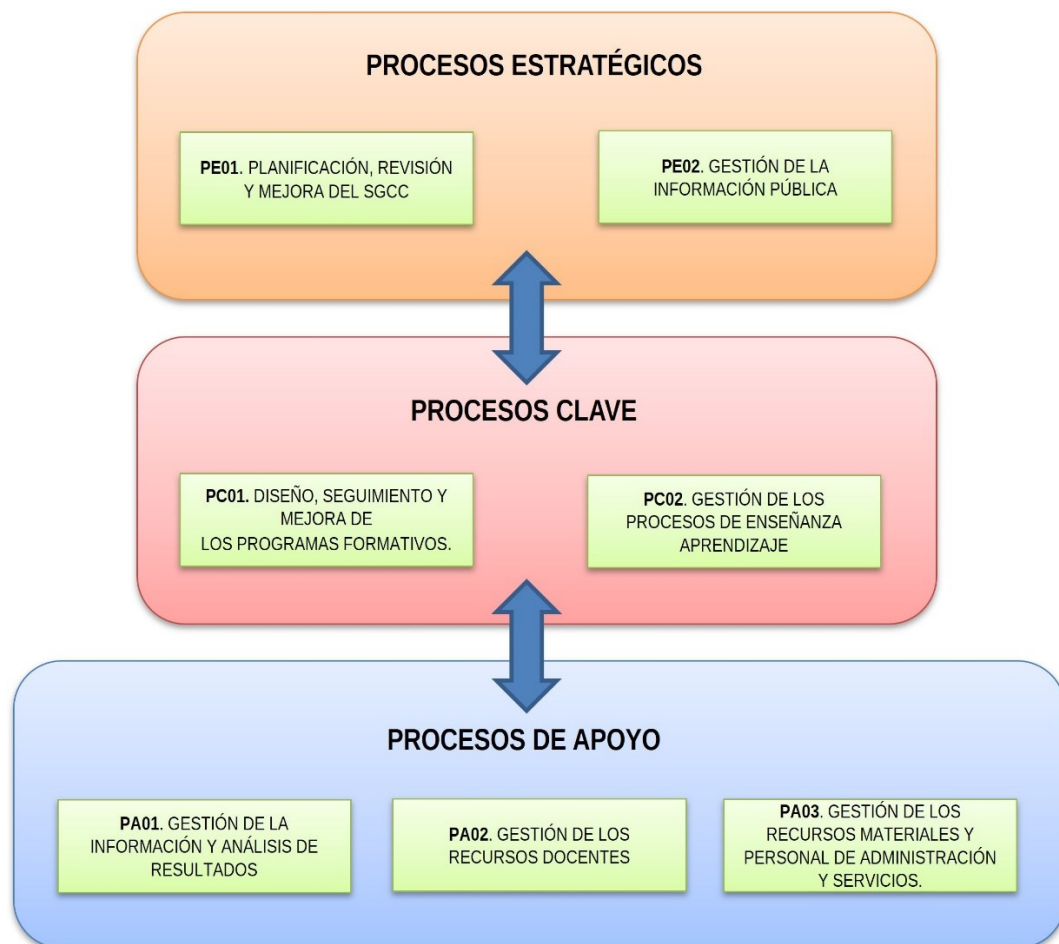 PROCESOS ESTRATÉGICOS
PE01. PLANIFICACIÓN, REVISIÓN
Y MEJORA DEL SGCC
PE02. GESTIÓN DE LA
INFORMACIÓN PÚBLICA
PROCESOS CLAVE
PC01. DISEÑO, SEGUIMIENTO Y
MEJORA DE
LOS PROGRAMAS FORMATIVOS.
PC02. GESTIÓN DE LOS
PROCESOS DE ENSEÑANZA
APRENDIZAJE
PROCESOS DE APOYO
PA01. GESTIÓN DE LA
INFORMACIÓN Y ANÁLISIS DE
RESULTADOS
PA02. GESTIÓN DE LOS
RECURSOS DOCENTES
PA03. GESTIÓN DE LOS
RECURSOS MATERIALES Y
PERSONAL DE ADMINISTRACIÓN
Y SERVICIOS.